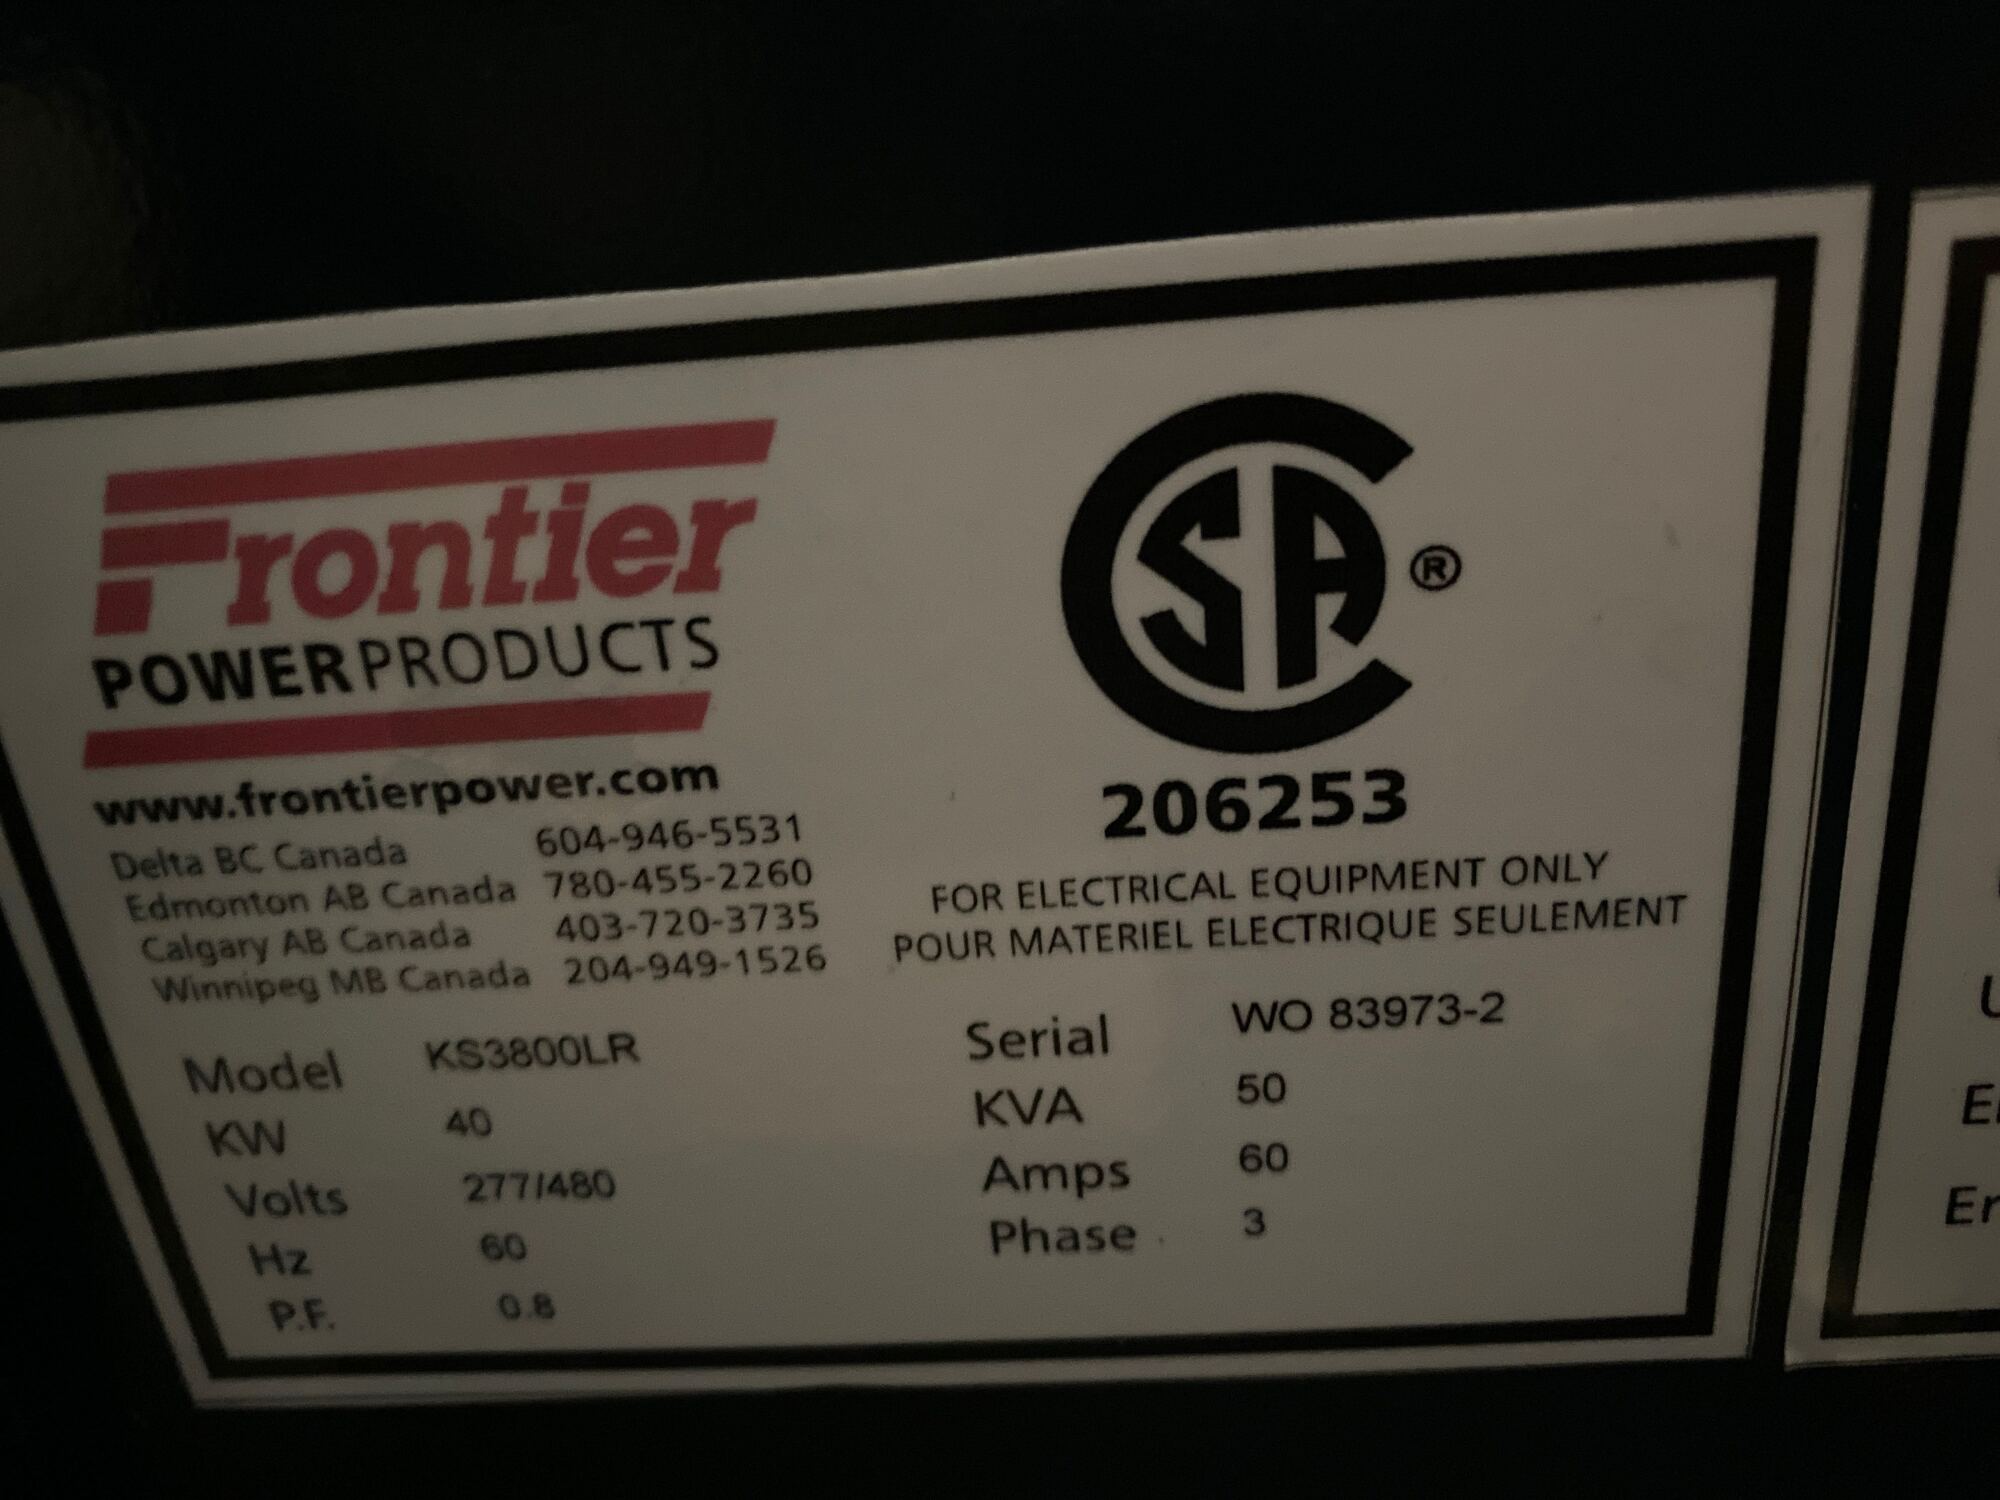 Frontier
POWERPRODUCTS
www.frontierpower.com
Delta BC Canada 604-946-5531
Edmonton AB Canada 780-455-2260
Calgary AB Canada 403-720-3735
Winnipeg MB Canada 204-949-1526
CSA ®
206253
FOR ELECTRICAL EQUIPMENT ONLY
POUR MATERIEL ELECTRIQUE SEULEMENT
Model KS3800LR
KW 40
Volts 277/480
Hz 60
P.F. 0.8
Serial WO 83973-2
KVA 50
Amps 60
Phase 3